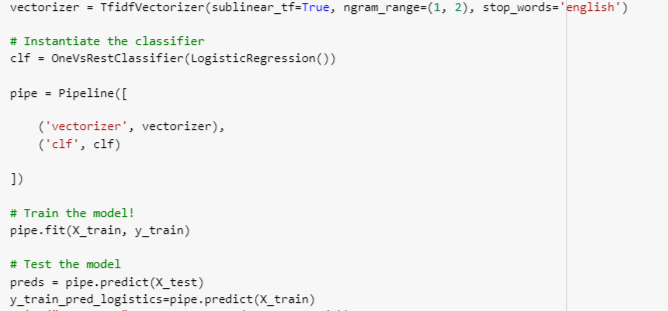 vectorizer = TfidfVectorizer(sublinear_tf=True, ngram_range=(1, 2), stop_words='english')
# Instantiate the classifier
clf = OneVsRestClassifier(LogisticRegression())
pipe = Pipeline([
('vectorizer', vectorizer),
('clf', clf)
])
# Train the model!
pipe.fit(X_train, y_train)
# Test the model
preds = pipe.predict(X_test)
y_train_pred_logistics=pipe.predict(X_train)